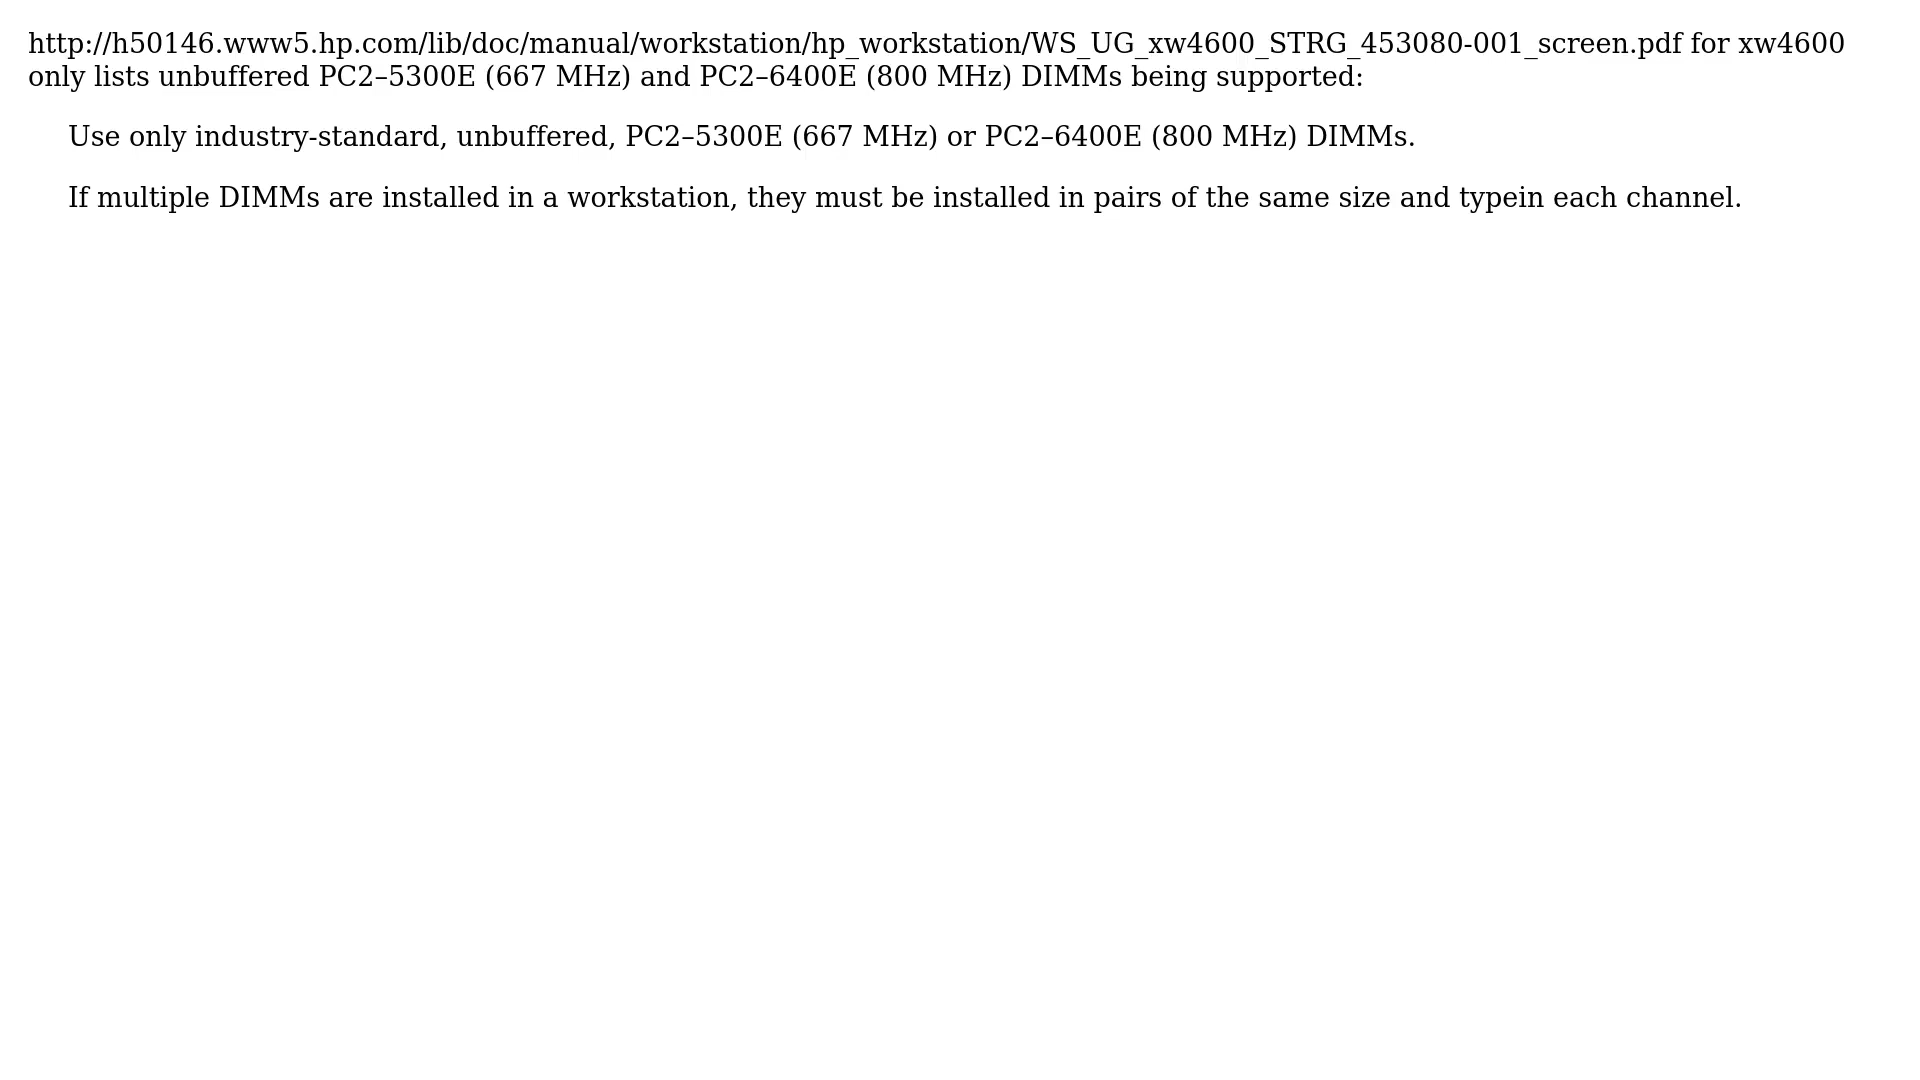 http://h50146.www5.hp.com/lib/doc/manual/workstation/hp_workstation/WS_UG_xw4600_STRG_453080-001_screen.pdf for xw4600
only lists unbuffered PC2–5300E (667 MHz) and PC2–6400E (800 MHz) DIMMs being supported:
Use only industry-standard, unbuffered, PC2–5300E (667 MHz) or PC2–6400E (800 MHz) DIMMs.
If multiple DIMMs are installed in a workstation, they must be installed in pairs of the same size and typein each channel.